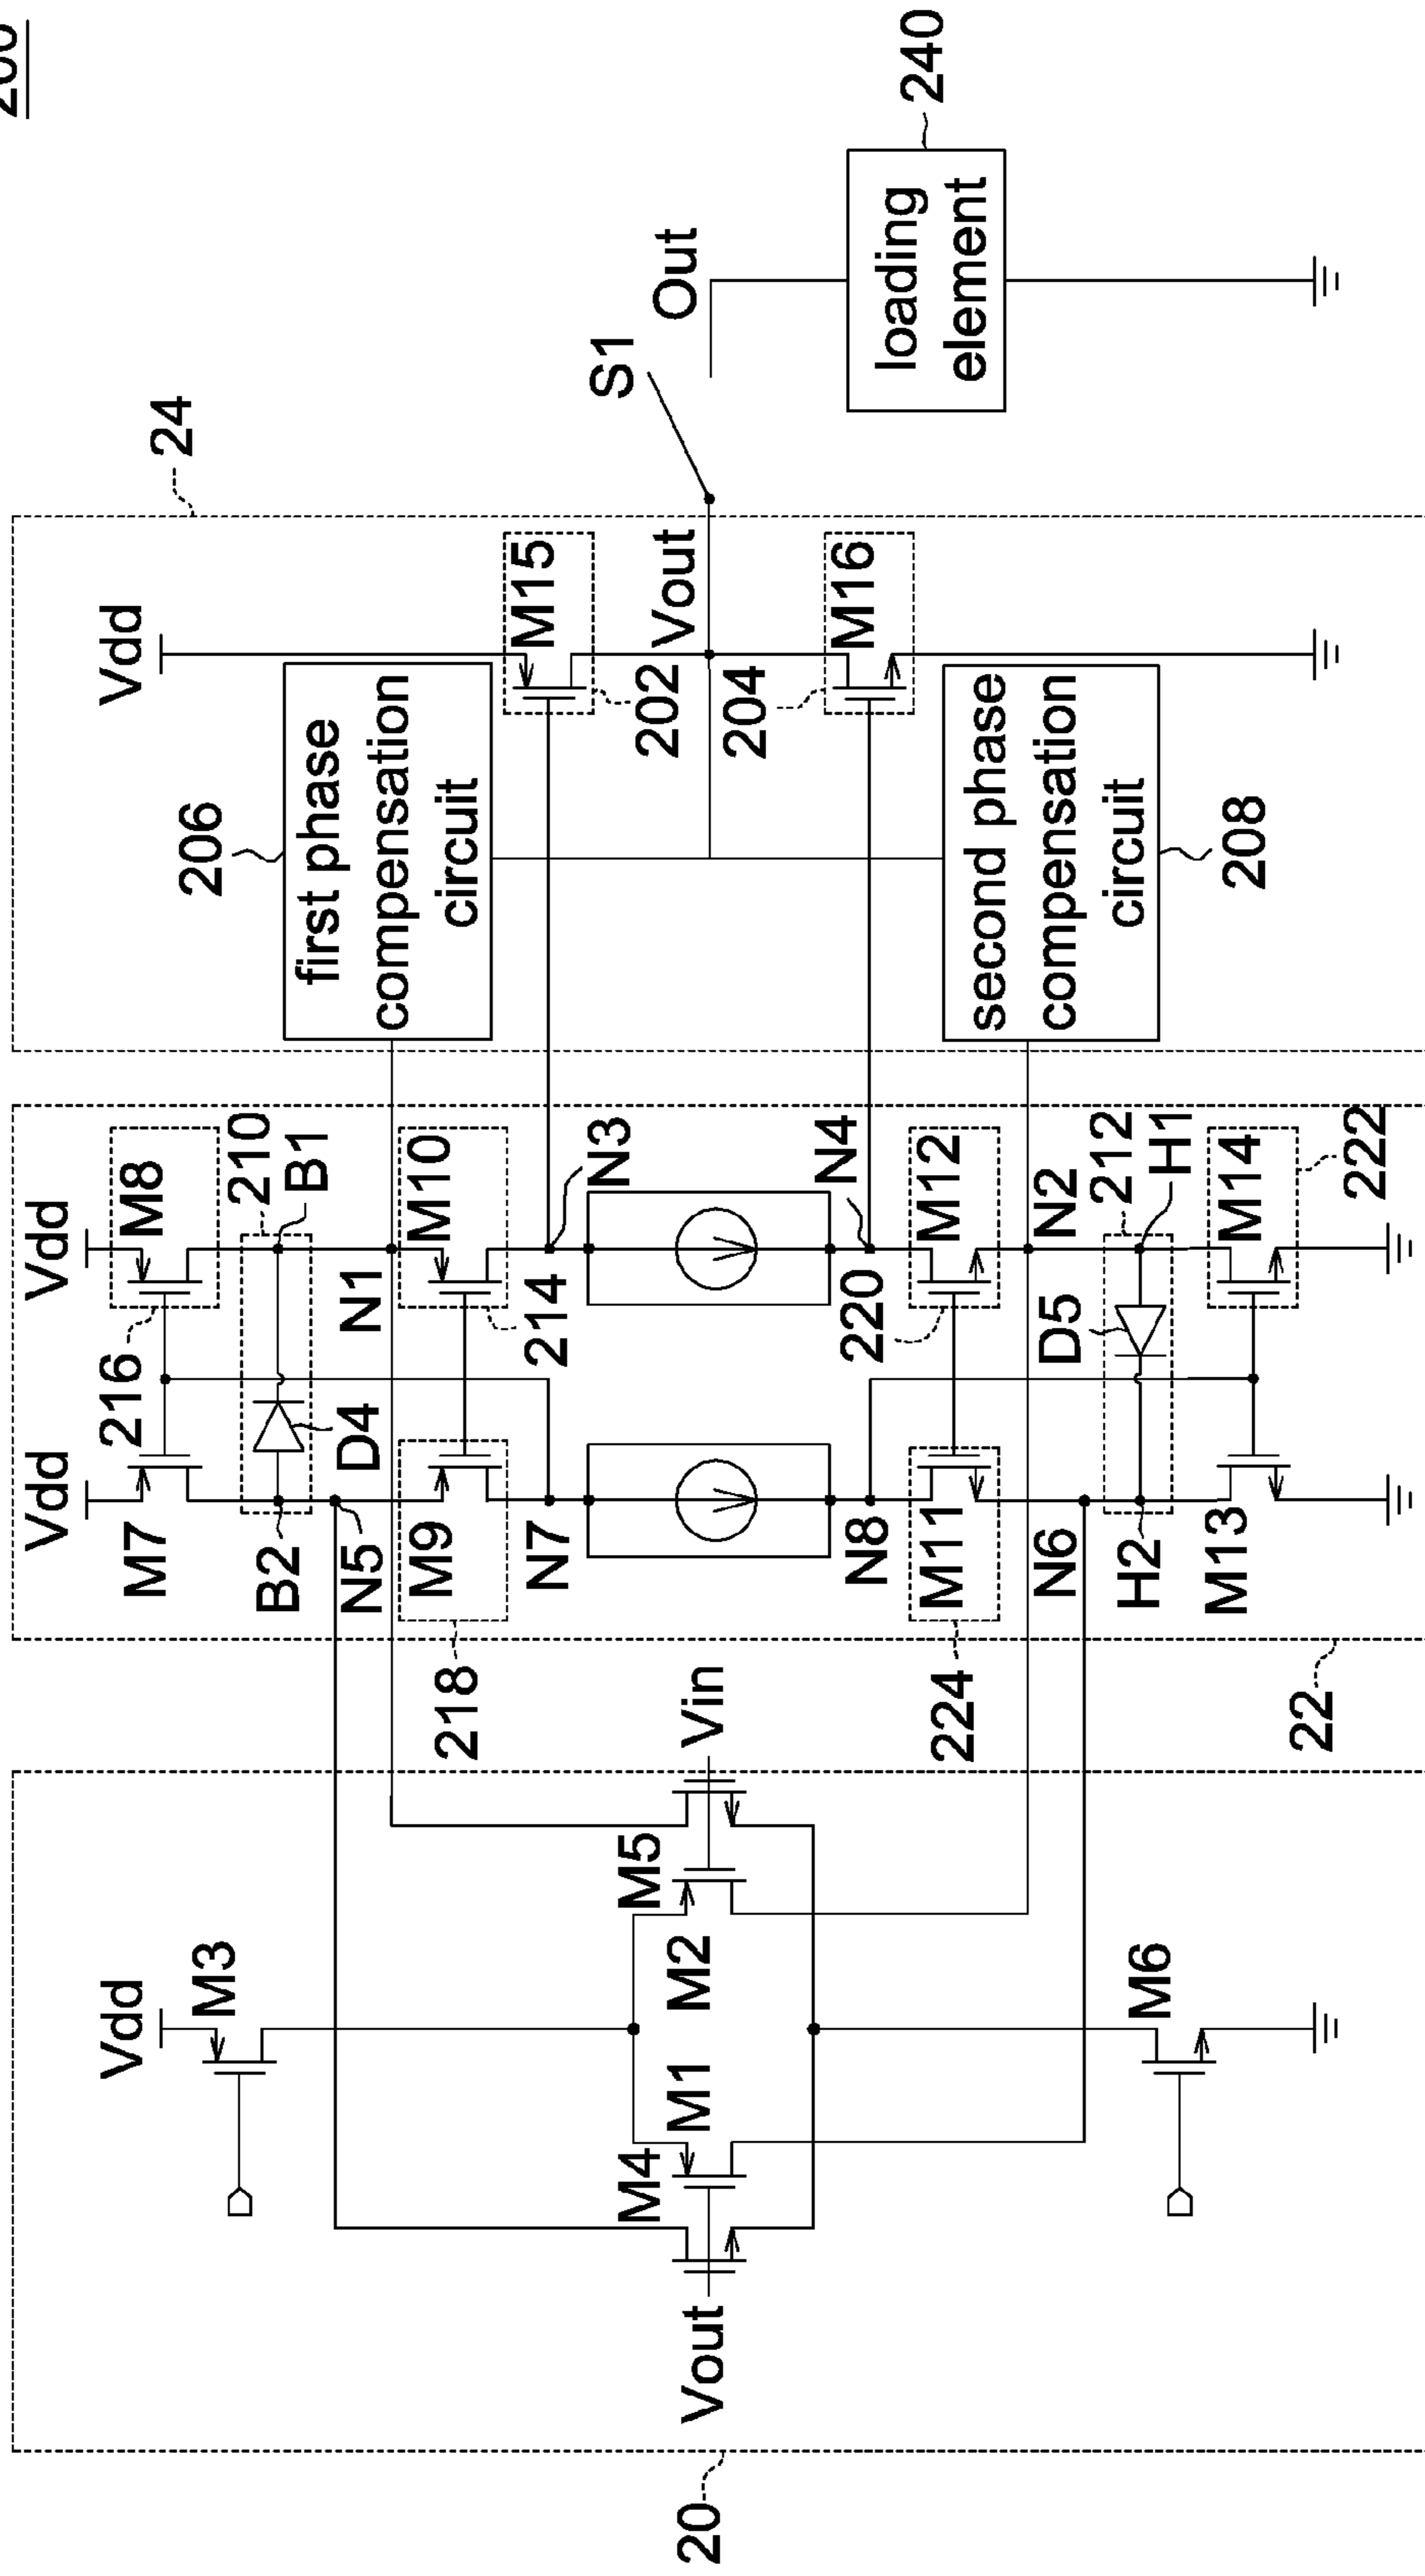 20
Vout
M4
M1
Vdd
M3
M6
M2
M5
Vin
22
Vdd
M7
216
M8
Vdd
B2
D4
210
B1
N5
N1
M9
218
M10
214
N7
N3
N8
N4
M11
224
M12
220
N6
N2
D5
212
H1
H2
M13
M14
222
24
206
first phase
compensation
circuit
Vdd
M15
202
Vout
204
M16
second phase
compensation
circuit
208
S1
Out
loading
element
240